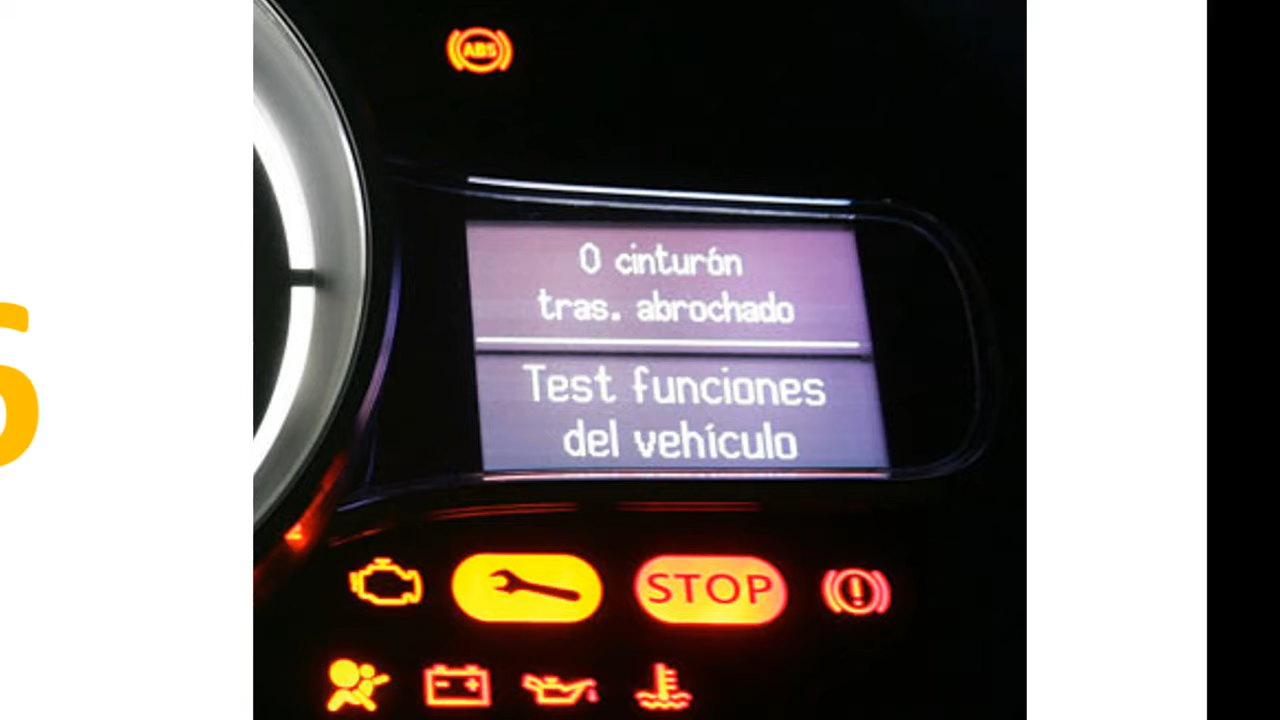 ABS
0 cinturón
tras. abrochado
Test funciones
del vehículo
STOP